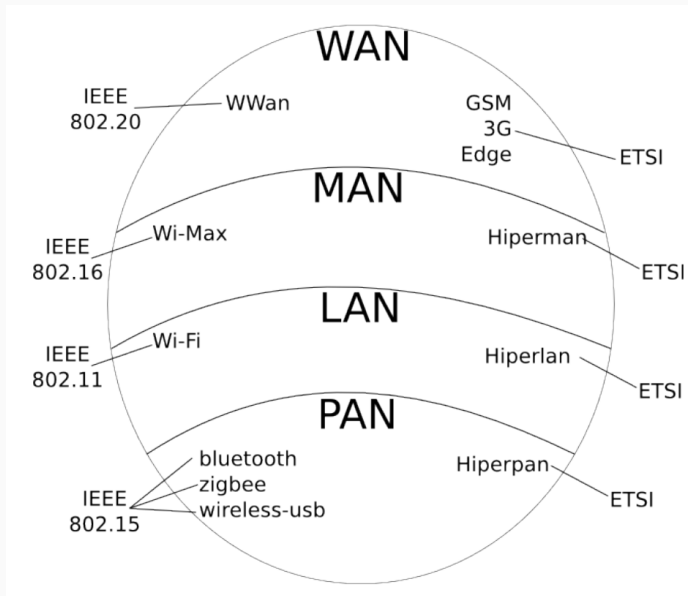 WAN
IEEE
802.20
WWan
GSM
3G
Edge
ETSI
MAN
IEEE
802.16
Wi-Max
Hiperman
ETSI
LAN
IEEE
802.11
Wi-Fi
Hiperlan
ETSI
PAN
IEEE
802.15
bluetooth
zigbee
wireless-usb
Hiperpan
ETSI